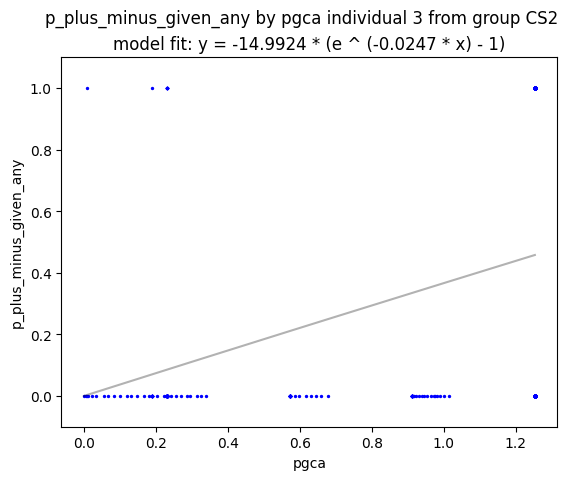 p_plus_minus_given_any by pgca individual 3 from group CS2
model fit: y = -14.9924 * (e ^ (-0.0247 * x) - 1)
1.0
0.8
0.6
0.4
0.2
0.0
p_plus_minus_given_any
0.0 0.2 0.4 0.6 0.8 1.0 1.2
pgca